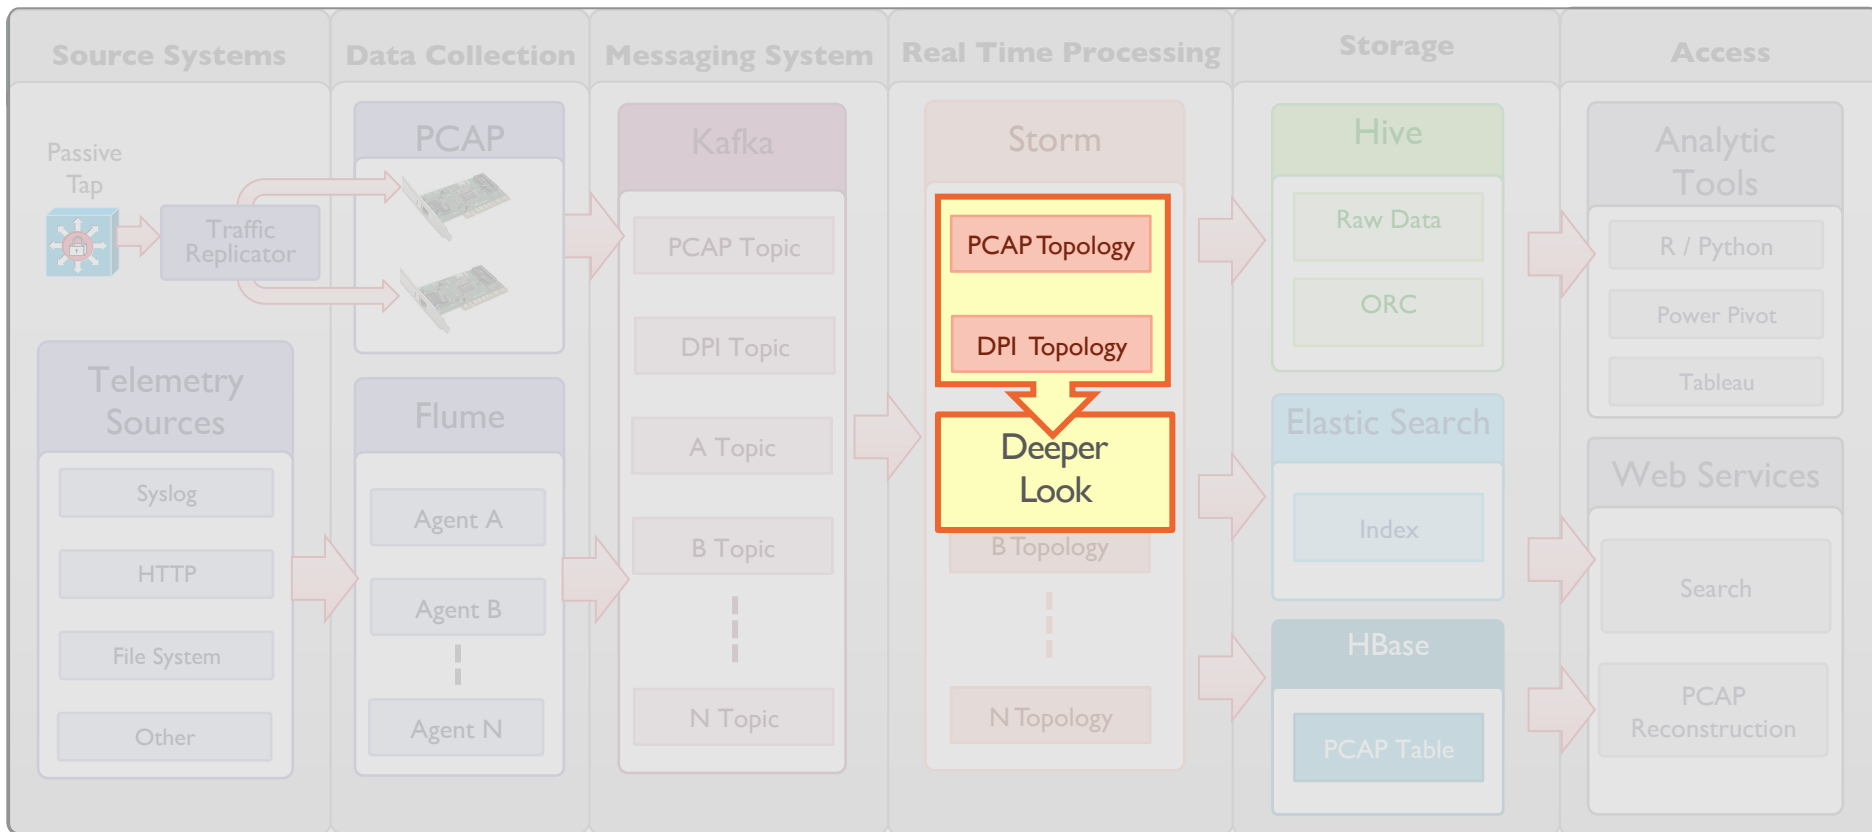 Source Systems
Data Collection
Messaging System
Real Time Processing
Storage
Access
Passive
Tap
Traffic
Replicator
Telemetry
Sources
Syslog
HTTP
File System
Other
PCAP
Flume
Agent A
Agent B
Agent N
Kafka
PCAP Topic
DPI Topic
A Topic
B Topic
N Topic
Storm
PCAP Topology
DPI Topology
Deeper
Look
B Topology
N Topology
Hive
Raw Data
ORC
Elastic Search
Index
HBase
PCAP Table
Analytic
Tools
R / Python
Power Pivot
Tableau
Web Services
Search
PCAP
Reconstruction